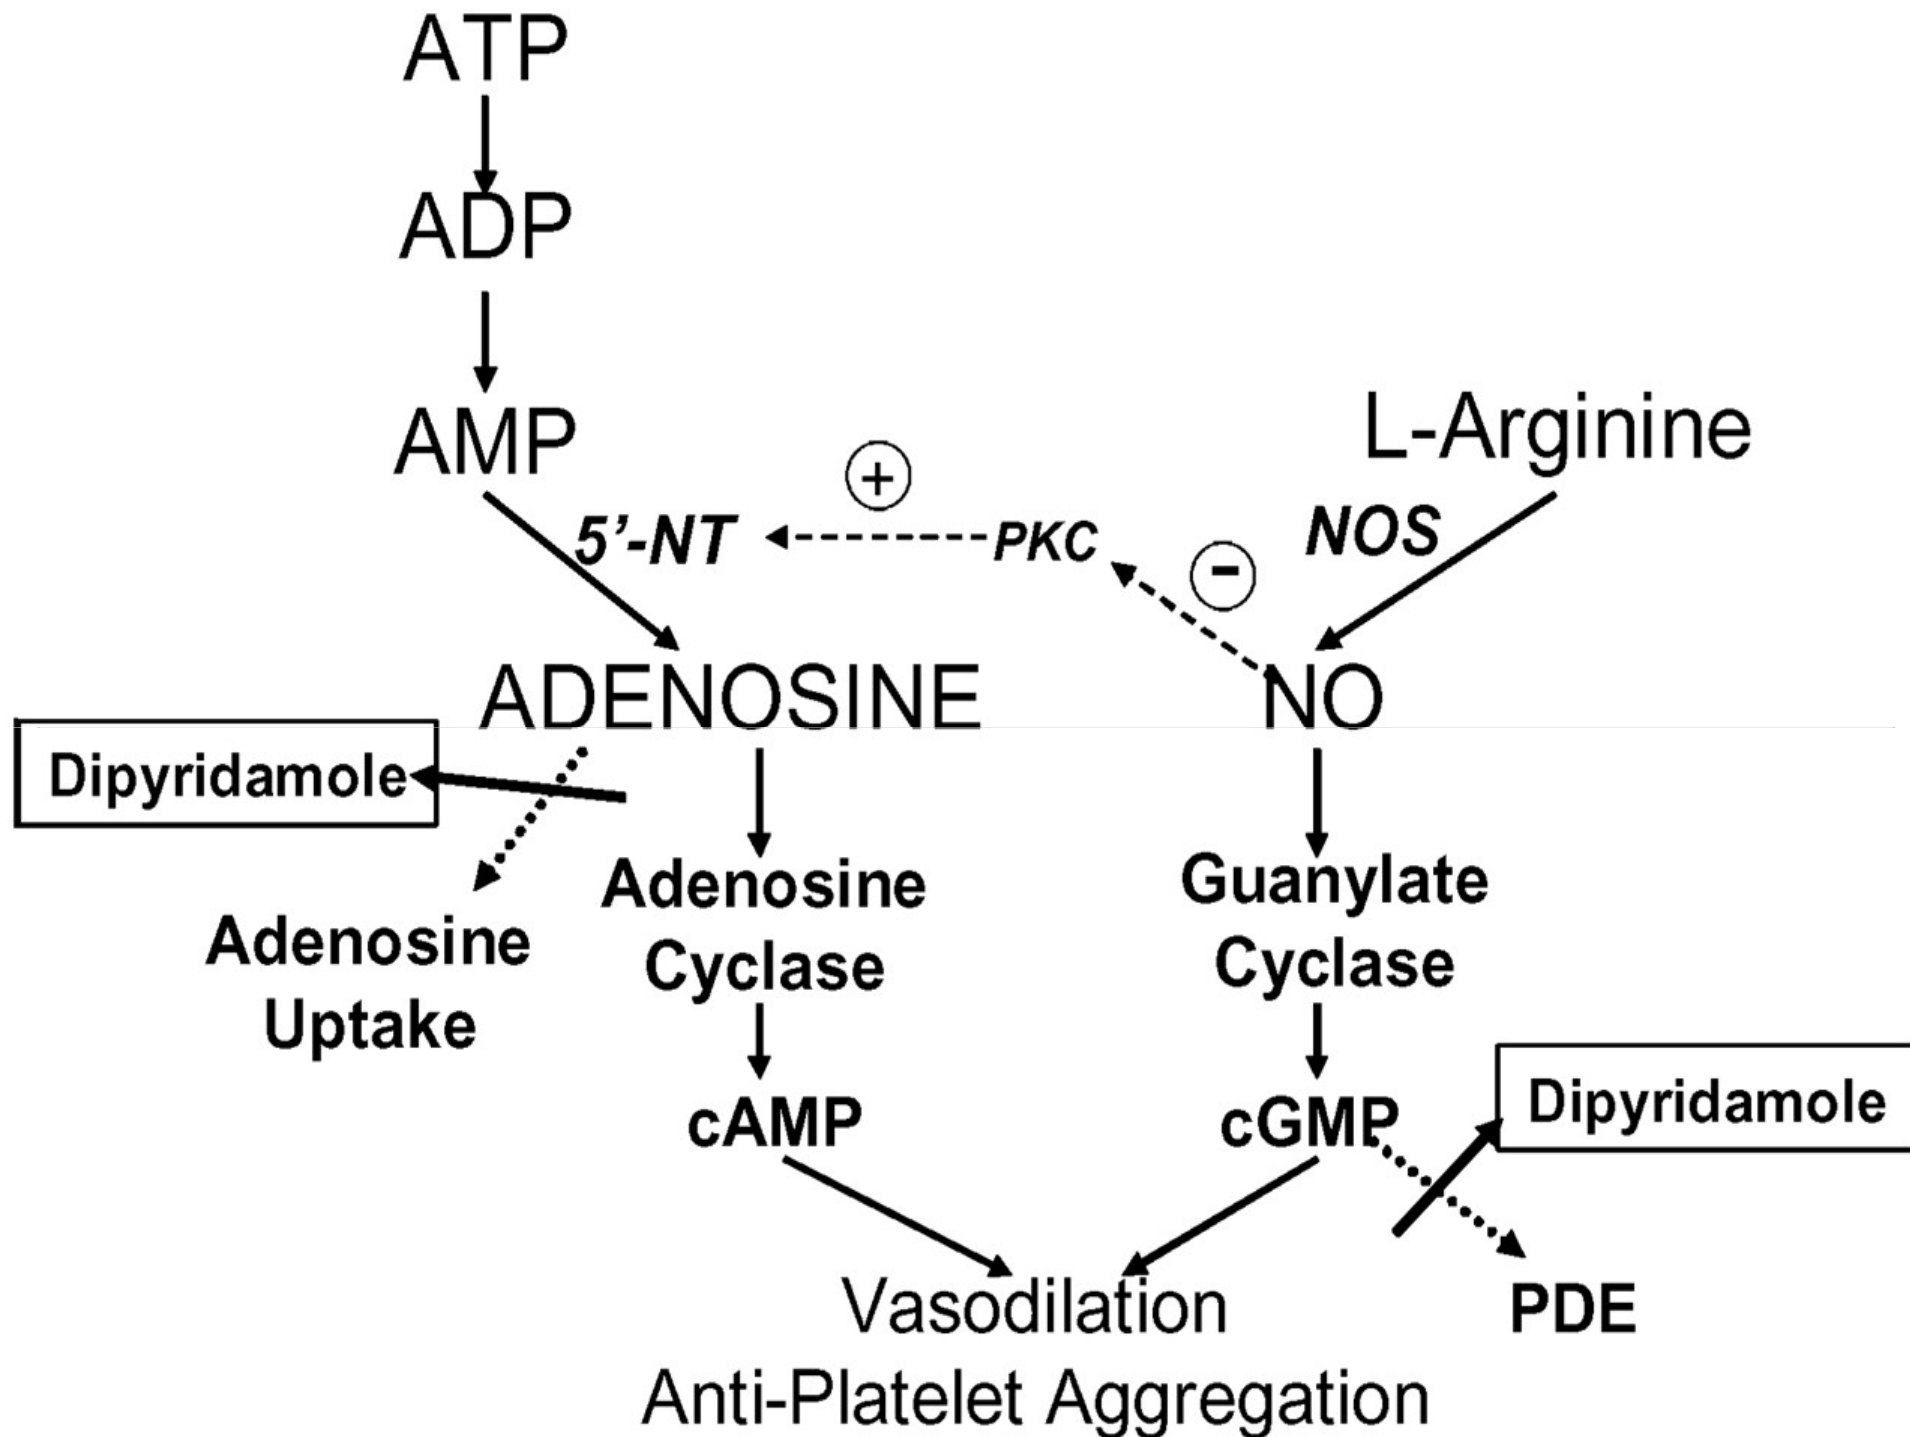 ATP
ADP
AMP
L-Arginine
+
5'-NT
PKC
-
NOS
ADENOSINE
NO
Dipyridamole
Adenosine
Uptake
Adenosine
Cyclase
Guanylate
Cyclase
cAMP
cGMP
Dipyridamole
Vasodilation
PDE
Anti-Platelet Aggregation